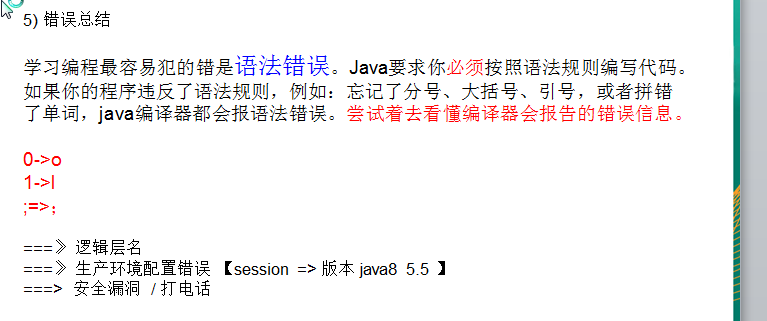 5) 错误总结
学习编程最容易犯的错是语法错误。Java要求你必须按照语法规则编写代码。
如果你的程序违反了语法规则，例如：忘记了分号、大括号、引号，或者拼错
了单词，java编译器都会报语法错误。尝试着去看懂编译器会报告的错误信息。
0->o
1->l
;=>；
===》逻辑层名
===》生产环境配置错误 【session => 版本 java8 5.5 】
===> 安全漏洞 / 打电话